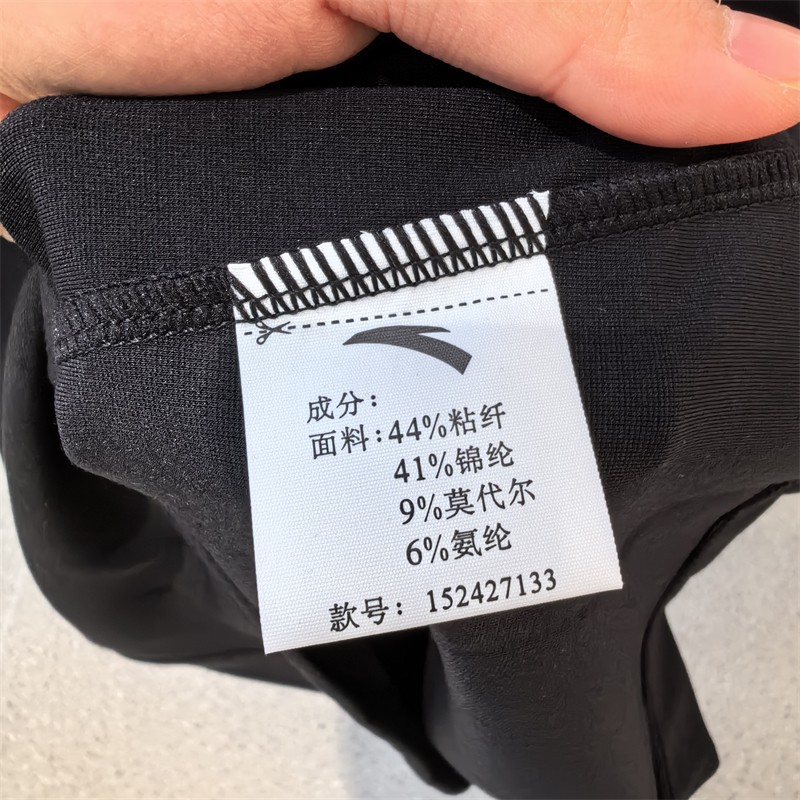 成分：
面料:44%粘纤
41%锦纶
9%莫代尔
6%氨纶
款号：152427133